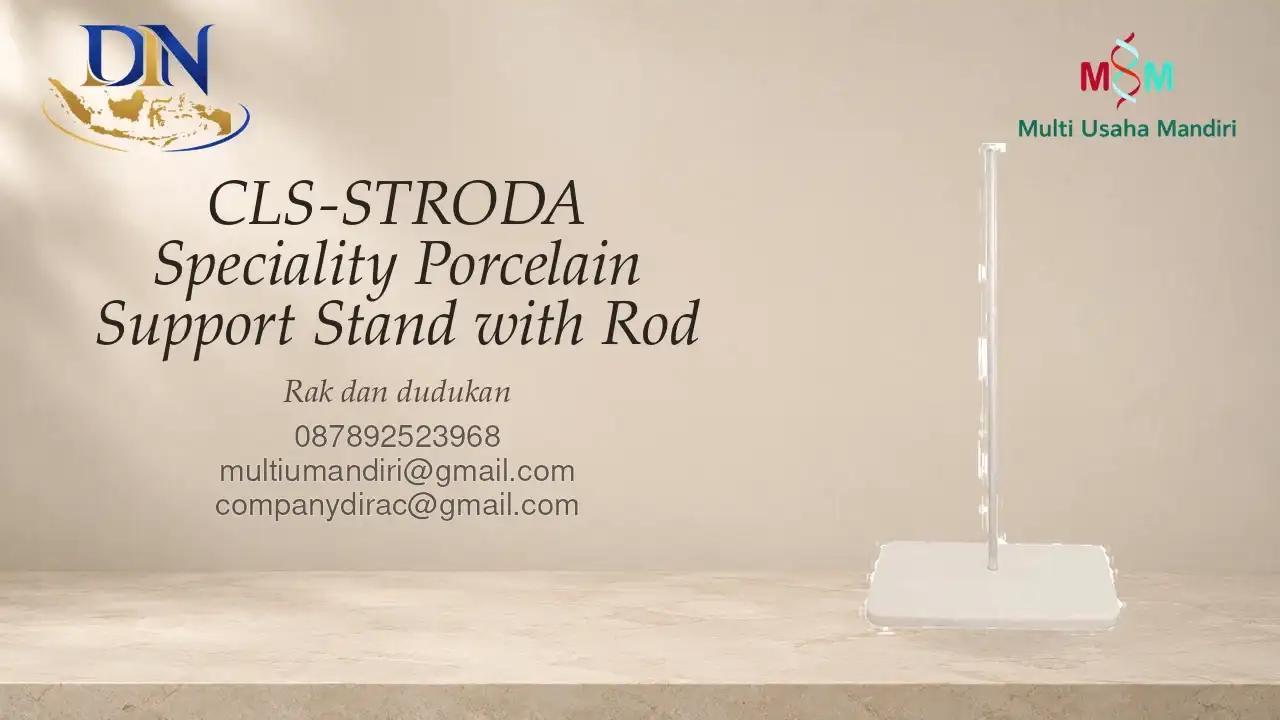 DIN
MSM
Multi Usaha Mandiri
CLS-STRODA
Speciality Porcelain
Support Stand with Rod
Rak dan dudukan
087892523968
multiumandiri@gmail.com
companydirac@gmail.com